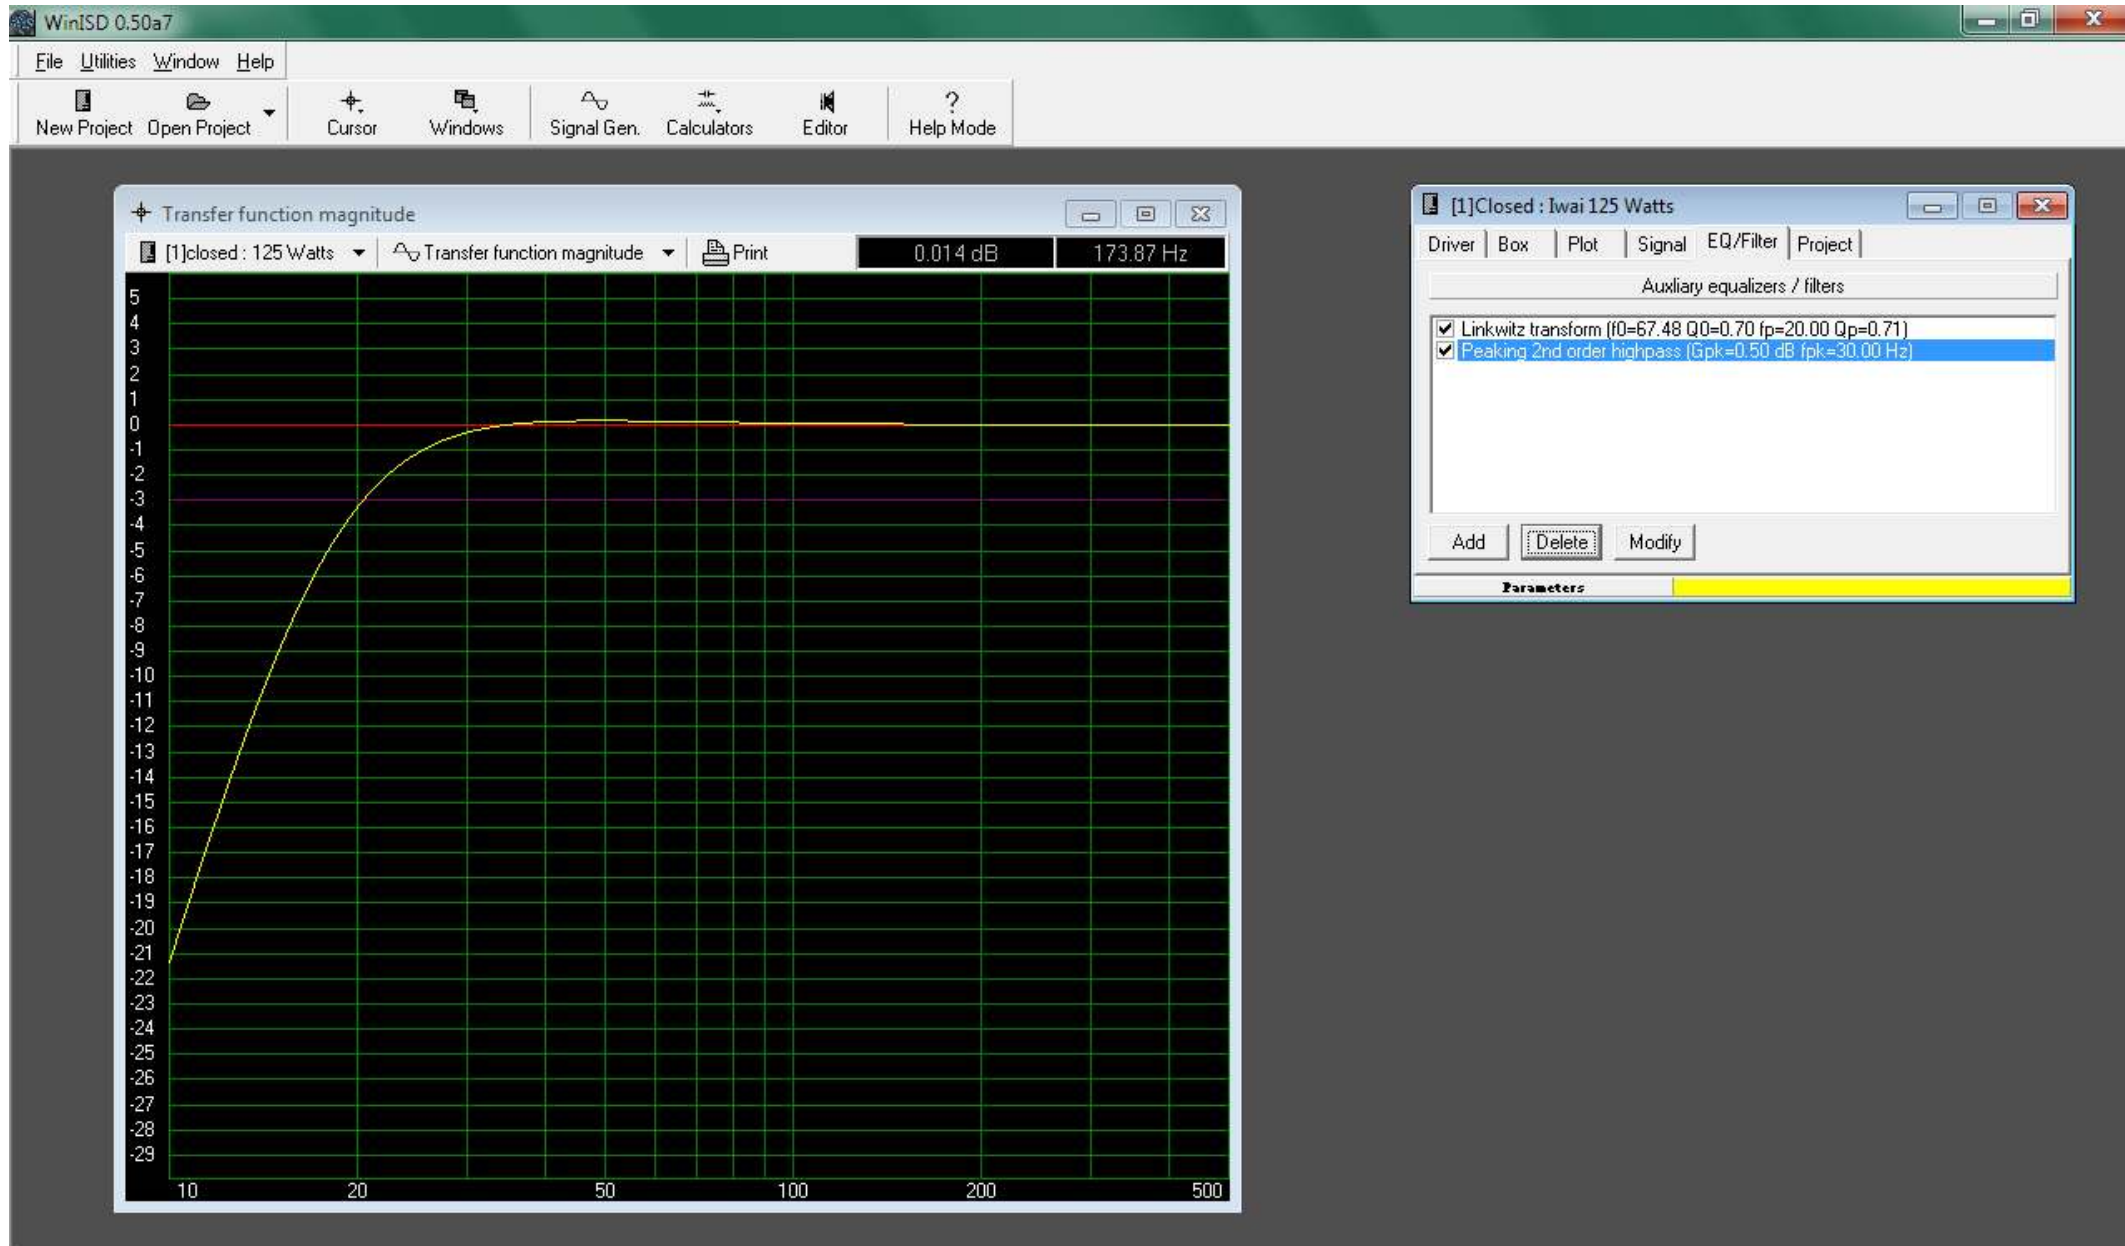 WinISD 0.50a7
File Utilities Window Help
New Project Open Project Cursor Windows Signal Gen. Calculators Editor ? Help Mode
Transfer function magnitude
[1]closed : 125 Watts Transfer function magnitude Print 0.014 dB 173.87 Hz
5
4
3
2
1
0
-1
-2
-3
-4
-5
-6
-7
-8
-9
-10
-11
-12
-13
-14
-15
-16
-17
-18
-19
-20
-21
-22
-23
-24
-25
-26
-27
-28
-29
10 20 50 100 200 500
[1]Closed : Iwai 125 Watts
Driver Box Plot Signal EQ/Filter Project
Auxliary equalizers / filters
Linkwitz transform (f0=67.48 Q0=0.70 fp=20.00 Qp=0.71)
Peaking 2nd order highpass (Gpk=0.50 dB fpk=30.00 Hz)
Add Delete Modify
Parameters